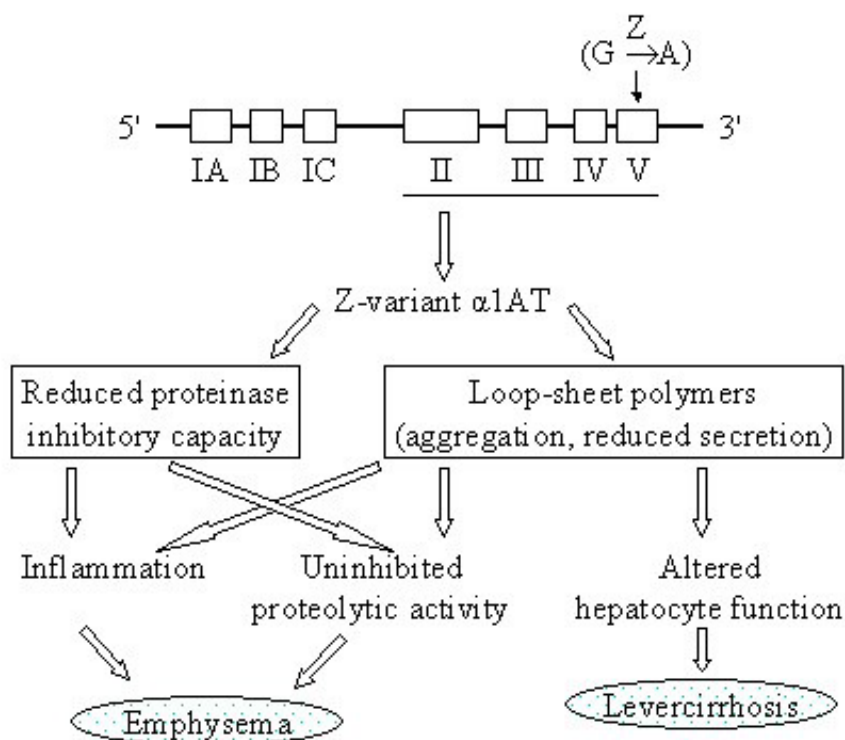 Z
(G →A)
5' 3'
IA IB IC II III IV V
Z-variant α1AT
Reduced proteinase
inhibitory capacity
Loop-sheet polymers
(aggregation, reduced secretion)
Inflammation
Uninhibited
proteolytic activity
Altered
hepatocyte function
Emphysema
Levercirrhosis